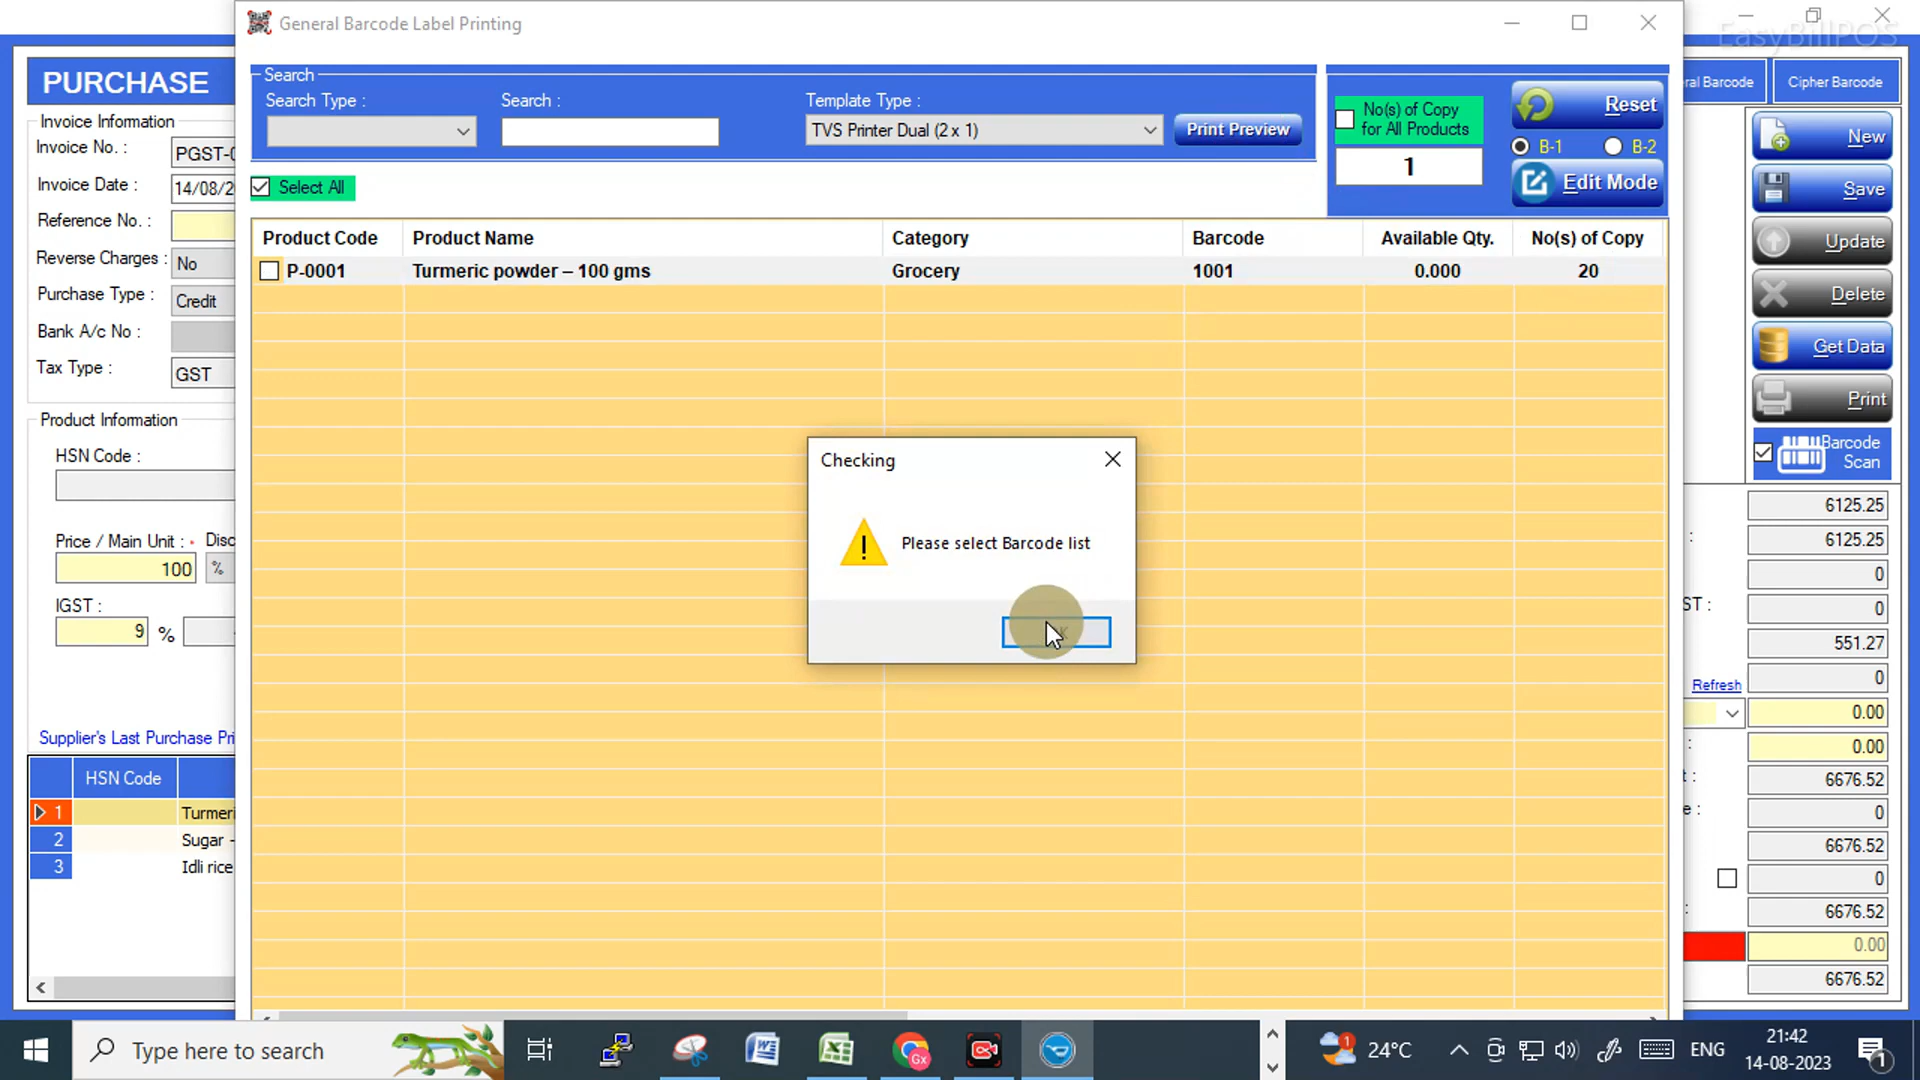 General Barcode Label Printing
EasyBillPOS
PURCHASE
Search
Search Type :
Search :
Template Type :
TVS Printer Dual (2 x 1)
Print Preview
No(s) of Copy
for All Products
1
Reset
B-1
B-2
Edit Mode
ral Barcode
Cipher Barcode
Select All
Invoice Information
Invoice No. :
PGST-0
Invoice Date :
14/08/2
Reference No. :
Reverse Charges :
No
Purchase Type :
Credit
Bank A/c No :
Tax Type :
GST
Product Code
Product Name
Category
Barcode
Available Qty.
No(s) of Copy
P-0001
Turmeric powder – 100 gms
Grocery
1001
0.000
20
New
Save
Update
Delete
Get Data
Print
Barcode
Scan
Product Information
HSN Code :
Price / Main Unit : *
Disc
100
%
IGST :
9
%
Checking
Please select Barcode list
6125.25
:
6125.25
0
ST :
0
551.27
Refresh
0
0.00
:
0.00
t :
6676.52
e :
0
6676.52
0
:
6676.52
0.00
6676.52
Supplier's Last Purchase Pri
HSN Code
1
Turmeri
2
Sugar -
3
Idli rice
Type here to search
Gx
1
24°C
ENG
21:42
14-08-2023
1